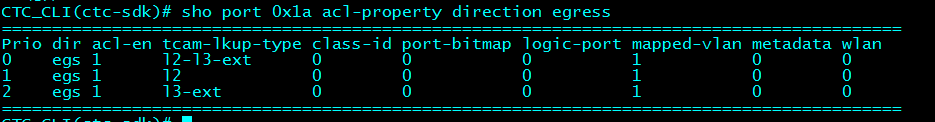 CTC_CLI(ctc-sdk)# sho port 0x1a acl-property direction egress
==========================================================================================
Prio dir acl-en tcam-lkup-type class-id port-bitmap logic-port mapped-vlan metadata wlan
0    egs 1      l2-l3-ext      0        0           0          1           0        0
1    egs 1      l2             0        0           0          1           0        0
2    egs 1      l3-ext         0        0           0          1           0        0
==========================================================================================
CTC_CLI(ctc-sdk)#